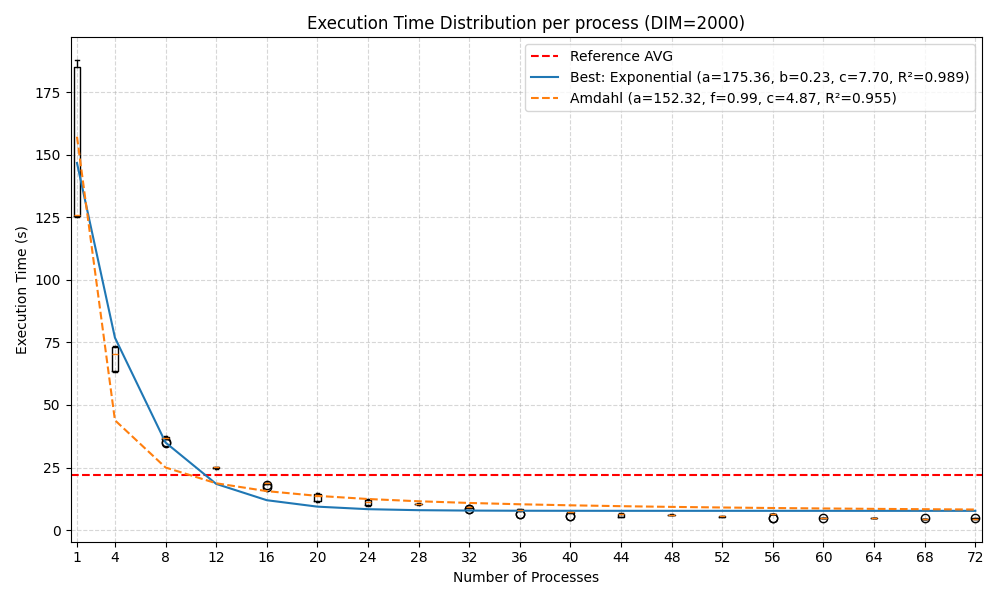 Execution Time Distribution per process (DIM=2000)
Reference AVG
Best: Exponential (a=175.36, b=0.23, c=7.70, R²=0.989)
Amdahl (a=152.32, f=0.99, c=4.87, R²=0.955)
Execution Time (s)
175
150
125
100
75
50
25
0
1 4 8 12 16 20 24 28 32 36 40 44 48 52 56 60 64 68 72
Number of Processes